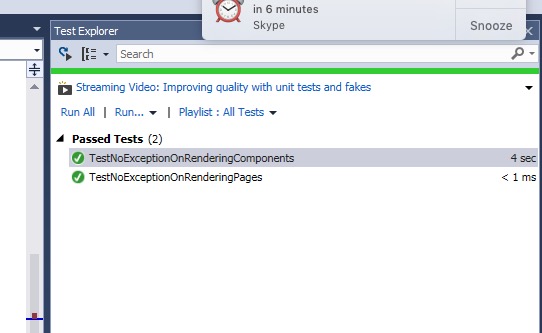 in 6 minutes
Skype
Snooze
Test Explorer
Search
Streaming Video: Improving quality with unit tests and fakes
Run All | Run... | Playlist : All Tests
Passed Tests (2)
TestNoExceptionOnRenderingComponents 4 sec
TestNoExceptionOnRenderingPages < 1 ms